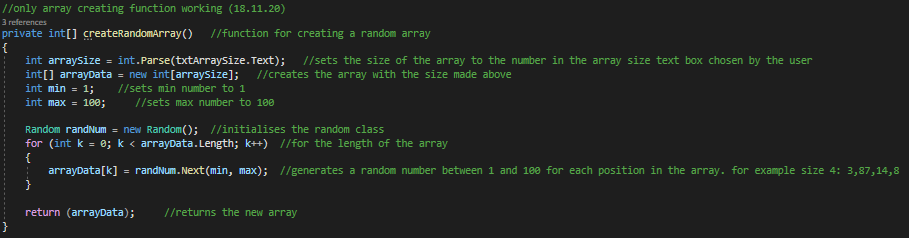 //only array creating function working (18.11.20)
3 references
private int[] createRandomArray()   //function for creating a random array
{
    int arraySize = int.Parse(txtArraySize.Text);   //sets the size of the array to the number in the array size text box chosen by the user
    int[] arrayData = new int[arraySize];   //creates the array with the size made above
    int min = 1;    //sets min number to 1
    int max = 100;     //sets max number to 100

    Random randNum = new Random();  //initialises the random class
    for (int k = 0; k < arrayData.Length; k++)  //for the length of the array
    {
        arrayData[k] = randNum.Next(min, max);  //generates a random number between 1 and 100 for each position in the array. for example size 4: 3,87,14,8
    }

    return (arrayData);     //returns the new array
}